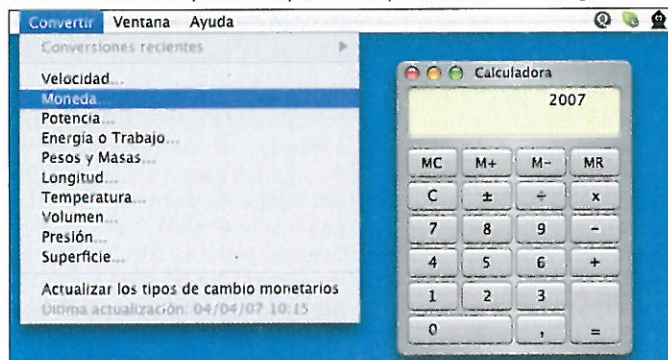 Convertir Ventana Ayuda
Conversiones recientes
Velocidad...
Moneda...
Potencia...
Energía o Trabajo...
Pesos y Masas...
Longitud...
Temperatura...
Volumen...
Presión...
Superficie...
Actualizar los tipos de cambio monetarios
Última actualización: 04/04/07 10:15
Calculadora
2007
MC M+ M- MR
C ± ÷ x
7 8 9 -
4 5 6 +
1 2 3
0 , =